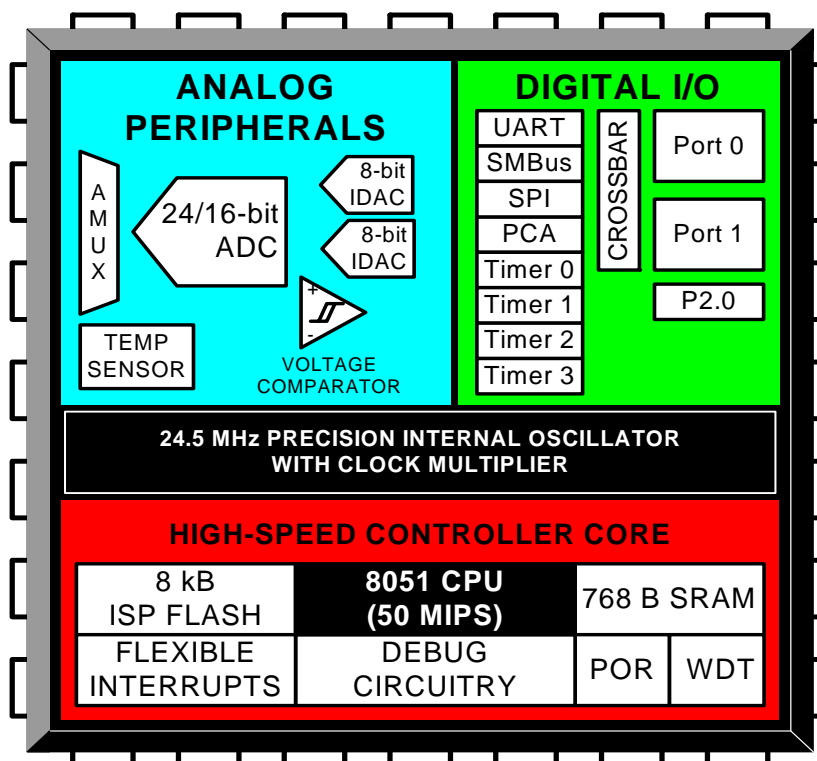 ANALOG
PERIPHERALS
A
M
U
X
24/16-bit
ADC
8-bit
IDAC
8-bit
IDAC
+
-
TEMP
SENSOR
VOLTAGE
COMPARATOR
DIGITAL I/O
UART
SMBus
SPI
PCA
Timer 0
Timer 1
Timer 2
Timer 3
CROSSBAR
Port 0
Port 1
P2.0
24.5 MHz PRECISION INTERNAL OSCILLATOR
WITH CLOCK MULTIPLIER
HIGH-SPEED CONTROLLER CORE
8 kB
ISP FLASH
8051 CPU
(50 MIPS)
768 B SRAM
FLEXIBLE
INTERRUPTS
DEBUG
CIRCUITRY
POR
WDT